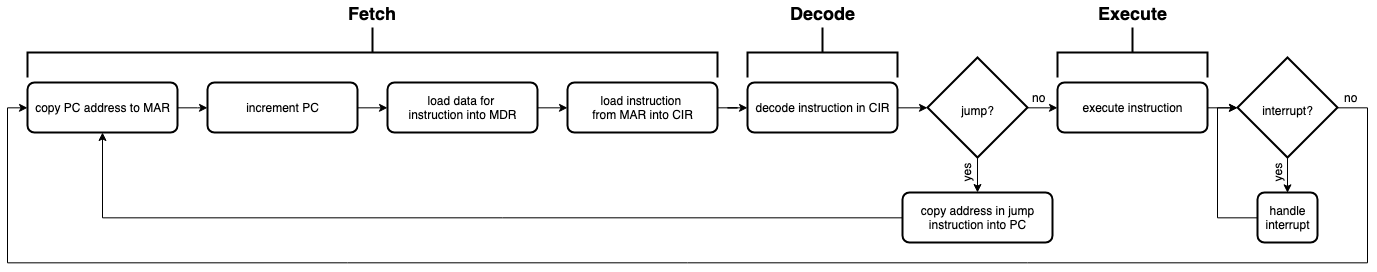 Fetch
Decode
Execute
copy PC address to MAR
increment PC
load data for
instruction into MDR
load instruction
from MAR into CIR
decode instruction in CIR
jump?
no
execute instruction
interrupt?
no
yes
yes
copy address in jump
instruction into PC
handle
interrupt